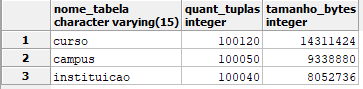 nome_tabela quant_tuplas tamanho_bytes
character varying(15) integer integer
1 curso 100120 14311424
2 campus 100050 9338880
3 instituicao 100040 8052736